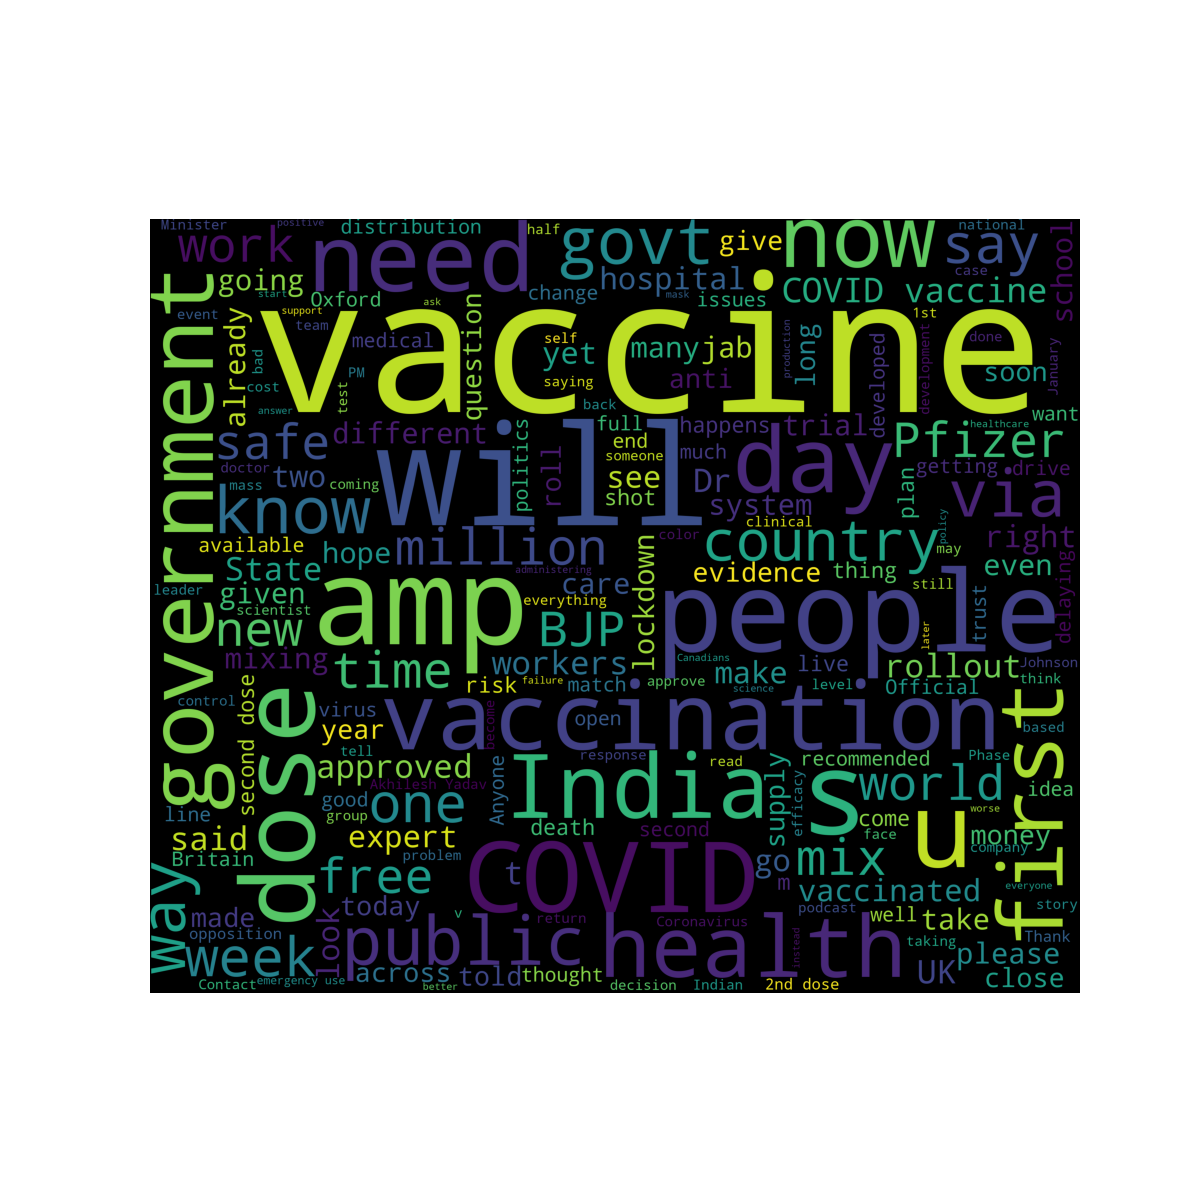 Minister
positive
distribution
half
work
need
govt
give
now
say
national
school
going
hospital
case
start
Oxford
change
mask
issues
COVID vaccine
event
support
ask
1st
government
vaccine
team
already
medical
question
self
yet
many
jab
production
long
developed
development
done
January
bad
PM
saying
anti
soon
cost
test
back
want
answer
safe
different
politics
full
happens
trial
Pfizer
healthcare
end
much
will
day
someone
doctor
two
roll
see
Dr
getting
drive
mass
coming
know
shot
system
plan
via
clinical
available
hope
million
lockdown
color
country
policy
right
State
may
leader
given
administering
care
evidence
thing
even
scientist
amp
everything
still
trust
delaying
new
BJP
people
later
mixing
time
workers
Canadians
make
live
rollout
Johnson
risk
failure
match
approve
science
level
Official
think
control
second dose
dose
virus
vaccination
first
year
become
open
based
tell
response
read
supply
recommended
Phase
approved
Akhilesh Yadav
Anyone
India
efficacy
s
world
idea
line
good
one
worse
group
death
second
come
u
money
said
expert
face
company
Britain
problem
COVID
go
mix
way
free
t
m
vaccinated
everyone
made
today
v
return
Coronavirus
podcast
well
take
story
opposition
look
public
health
instead
taking
Thank
week
across
told
thought
UK
please
Contact
emergency use
better
decision
Indian
2nd dose
close